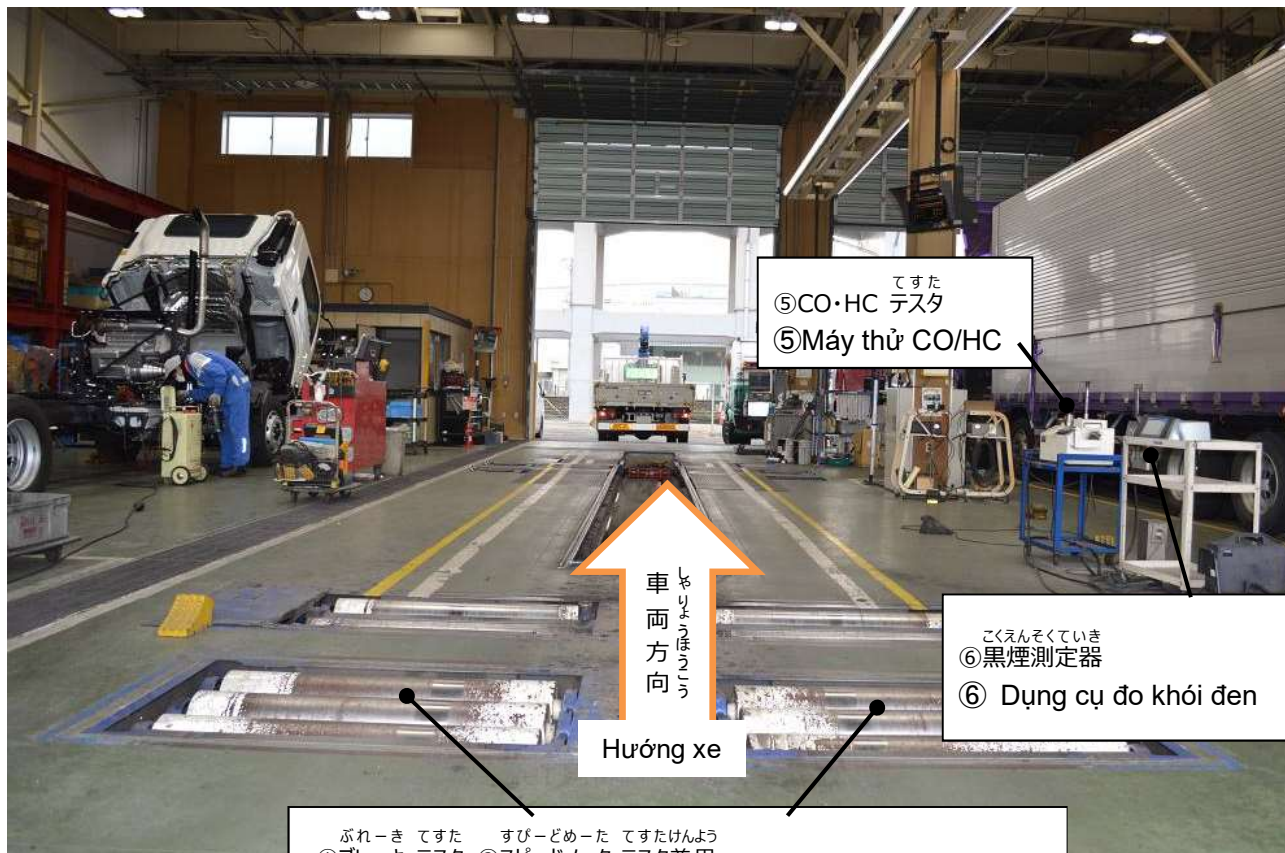 てすた
⑤CO・HC テスタ
⑤Máy thử CO/HC
しゃりょうほうこう
車両方向
Hướng xe
こくえんそくていき
⑥黒煙測定器
⑥ Dụng cụ đo khói đen
ぶれーき てすた すぴーどめーた てすたけんよう